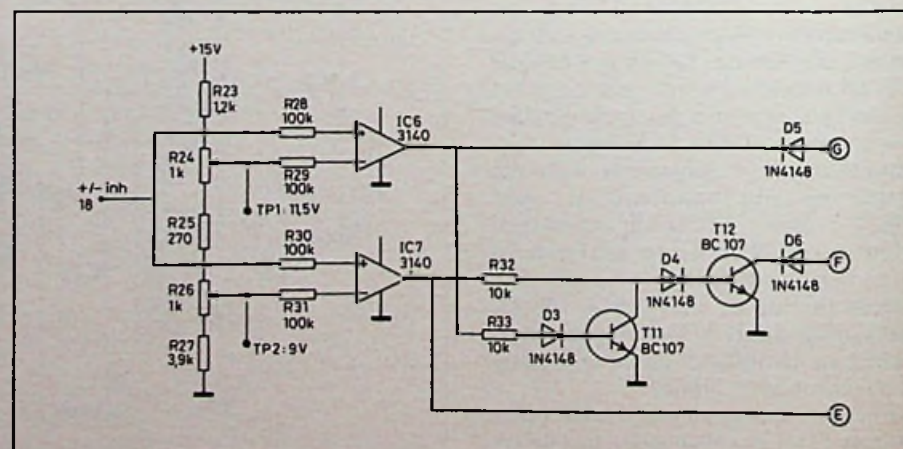 +15V
R23
1,2k
R28
100k
IC6
3140
D5
G
1N4148
R24
1k
R29
100k
+/- inh
18
TP1: 11,5V
R25
270
R30
100k
IC7
3140
T12
BC 107
D6
F
1N4148
R32
10k
D4
1N4148
R26
1k
R31
100k
R33
10k
D3
1N4148
T11
BC107
R27
3,9k
TP2: 9V
E